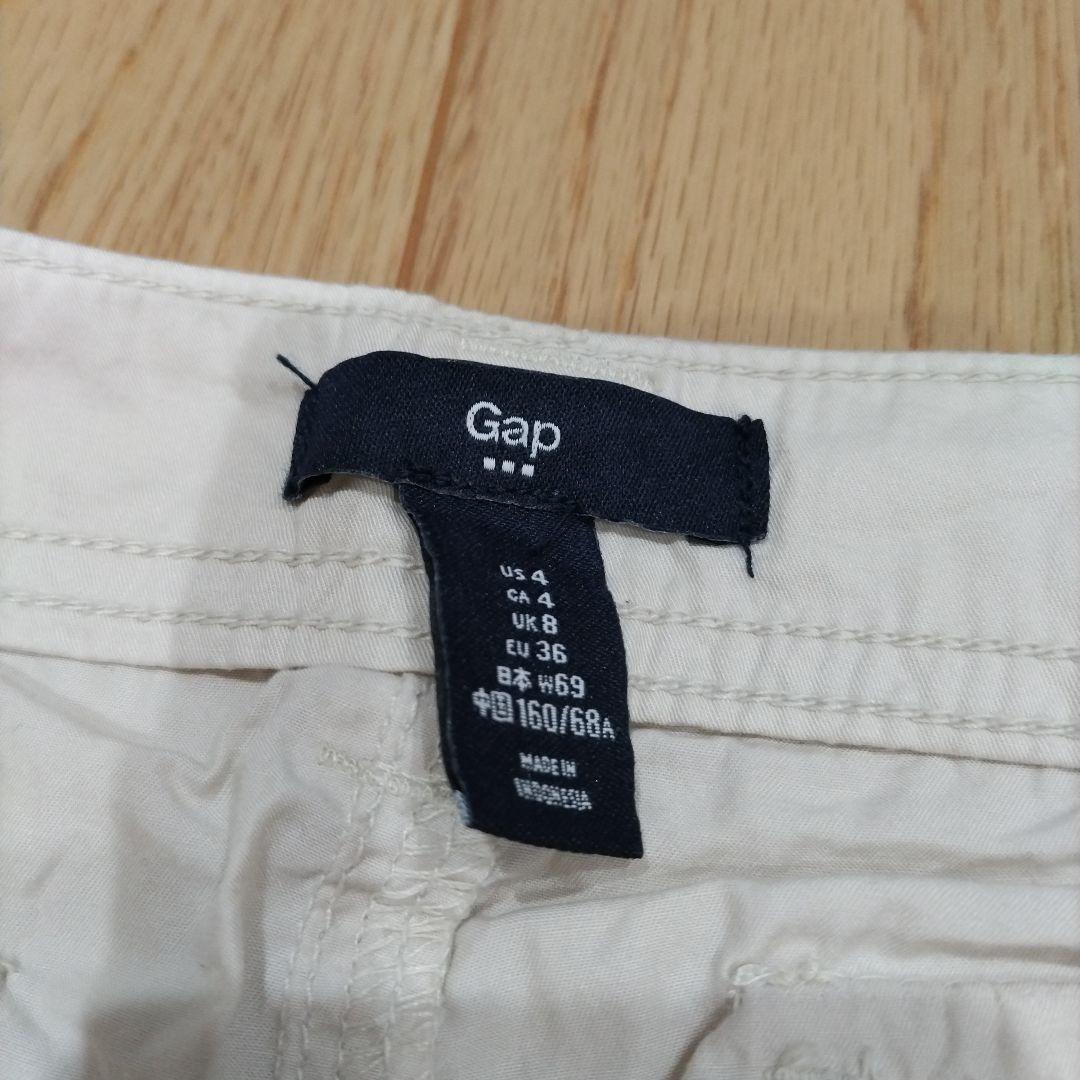 Gap
US 4
CA 4
UK 8
EU 36
日本 W69
中国 160/68A
MADE IN
INDONESIA